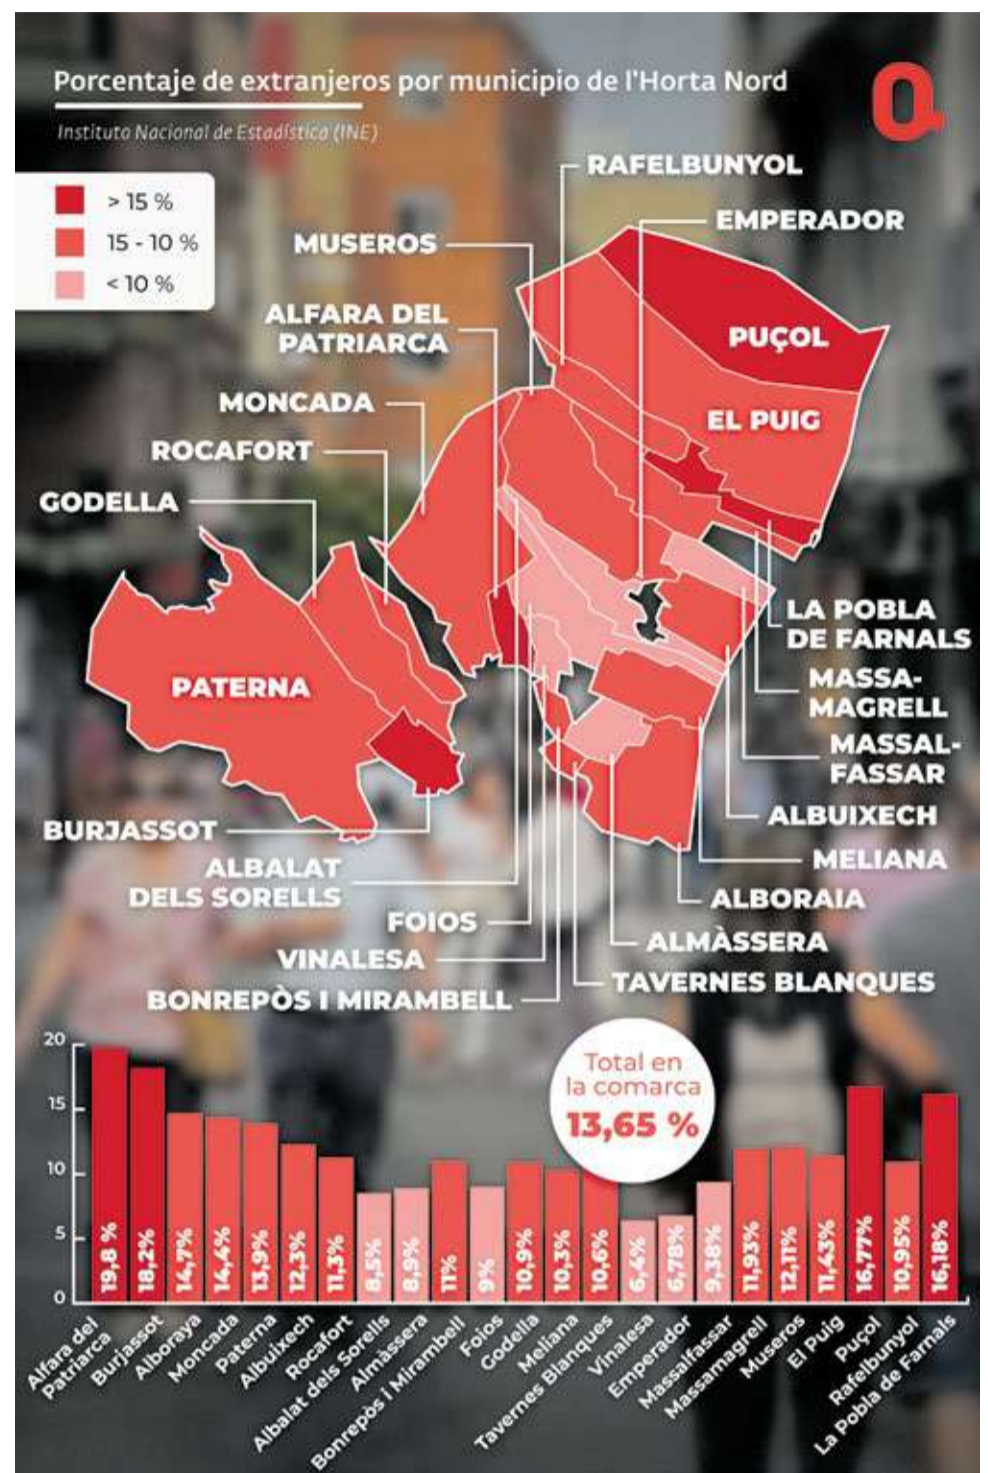 Porcentaje de extranjeros por municipio de l'Horta Nord
Instituto Nacional de Estadística (INE)
Q
> 15 %
15 - 10 %
< 10 %
RAFELBUNYOL
EMPERADOR
MUSEROS
ALFARA DEL
PATRIARCA
PUÇOL
MONCADA
EL PUIG
ROCAFORT
GODELLA
LA POBLA
DE FARNALS
PATERNA
MASSA-
MAGRELL
MASSAL-
FASSAR
ALBUIXECH
BURJASSOT
MELIANA
ALBALAT
DELS SORELLS
ALBORAIA
FOIOS
ALMÀSSERA
VINALESA
TAVERNES BLANQUES
BONREPÒS I MIRAMBELL
Total en
la comarca
13,65 %
20
15
10
5
0
19,8 %
18,2%
14,7%
14,4%
13,9%
12,3%
11,3%
8,5%
8,9%
11%
9%
10,9%
10,3%
10,6%
6,4%
6,78%
9,38%
11,93%
12,11%
11,43%
16,77%
10,95%
16,18%
Alfara del
Patriarca
Burjassot
Alboraya
Moncada
Paterna
Albuixech
Rocafort
Albalat dels Sorells
Almàssera
Bonrepòs i Mirambell
Foios
Godella
Meliana
Tavernes Blanques
Vinalesa
Emperador
Massalfassar
Massamagrell
Museros
El Puig
Puçol
Rafelbunyol
La Pobla de Farnals